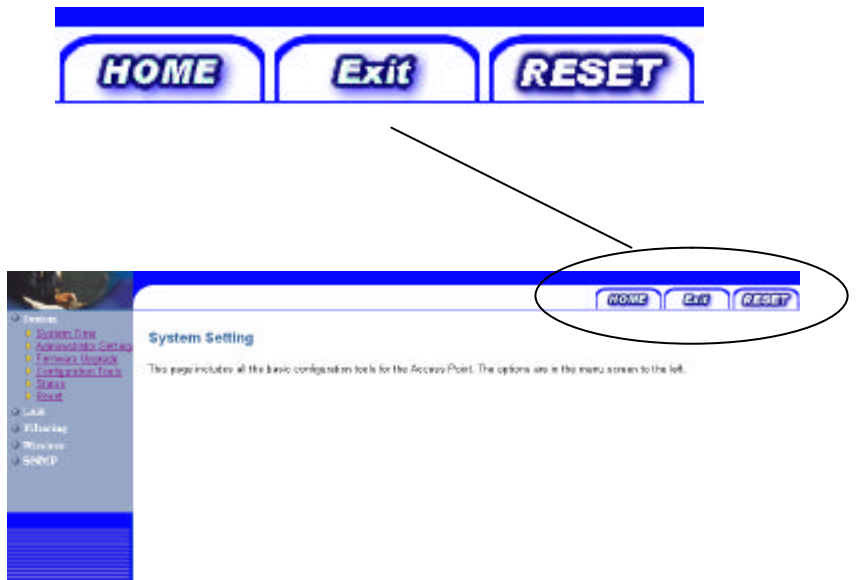 HOME Exit RESET
HOME Exit RESET
System
System Time
Administrator Setting
Firmware Upgrade
Configuration Tools
Status
Reset
LAN
Filtering
Wireless
SNMP
System Setting
This page includes all the basic configuration tools for the Access Point. The options are in the menu screen to the left.